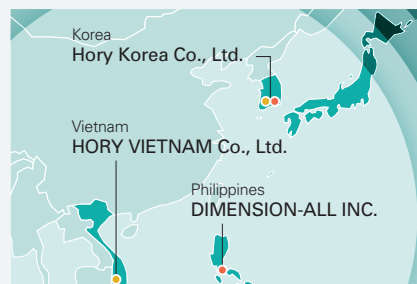 Korea
Hory Korea Co., Ltd.
Vietnam
HORY VIETNAM Co., Ltd.
Philippines
DIMENSION-ALL INC.